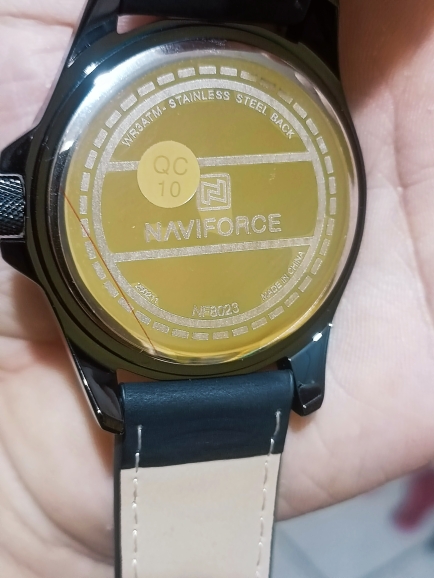 WR3ATM- STAINLESS STEEL BACK
QC
10
NAVIFORCE
NF8023
MADE IN CHINA